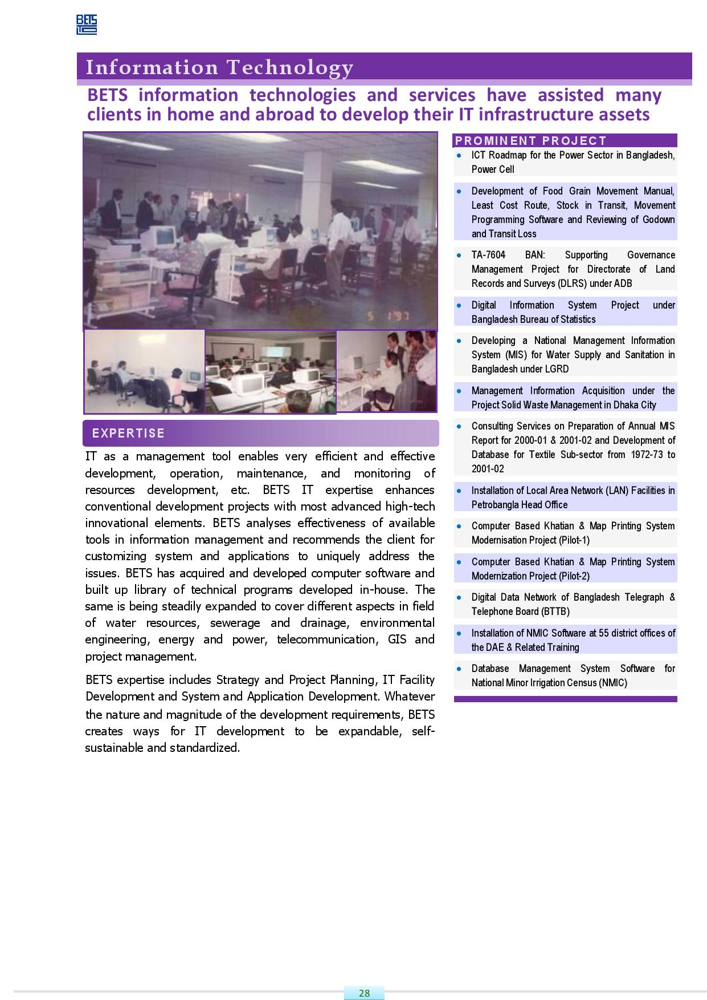 BETS
Information Technology
BETS information technologies and services have assisted many
clients in home and abroad to develop their IT infrastructure assets
5 1'97
EXPERTISE
IT as a management tool enables very efficient and effective
development, operation, maintenance, and monitoring of
resources development, etc. BETS IT expertise enhances
conventional development projects with most advanced high-tech
innovational elements. BETS analyses effectiveness of available
tools in information management and recommends the client for
customizing system and applications to uniquely address the
issues. BETS has acquired and developed computer software and
built up library of technical programs developed in-house. The
same is being steadily expanded to cover different aspects in field
of water resources, sewerage and drainage, environmental
engineering, energy and power, telecommunication, GIS and
project management.
BETS expertise includes Strategy and Project Planning, IT Facility
Development and System and Application Development. Whatever
the nature and magnitude of the development requirements, BETS
creates ways for IT development to be expandable, self-
sustainable and standardized.
PROMINENT PROJECT
• ICT Roadmap for the Power Sector in Bangladesh,
Power Cell
• Development of Food Grain Movement Manual,
Least Cost Route, Stock in Transit, Movement
Programming Software and Reviewing of Godown
and Transit Loss
• TA-7604 BAN: Supporting Governance
Management Project for Directorate of Land
Records and Surveys (DLRS) under ADB
• Digital Information System Project under
Bangladesh Bureau of Statistics
• Developing a National Management Information
System (MIS) for Water Supply and Sanitation in
Bangladesh under LGRD
• Management Information Acquisition under the
Project Solid Waste Management in Dhaka City
• Consulting Services on Preparation of Annual MIS
Report for 2000-01 & 2001-02 and Development of
Database for Textile Sub-sector from 1972-73 to
2001-02
• Installation of Local Area Network (LAN) Facilities in
Petrobangla Head Office
• Computer Based Khatian & Map Printing System
Modernisation Project (Pilot-1)
• Computer Based Khatian & Map Printing System
Modernization Project (Pilot-2)
• Digital Data Network of Bangladesh Telegraph &
Telephone Board (BTTB)
• Installation of NMIC Software at 55 district offices of
the DAE & Related Training
• Database Management System Software for
National Minor Irrigation Census (NMIC)
28